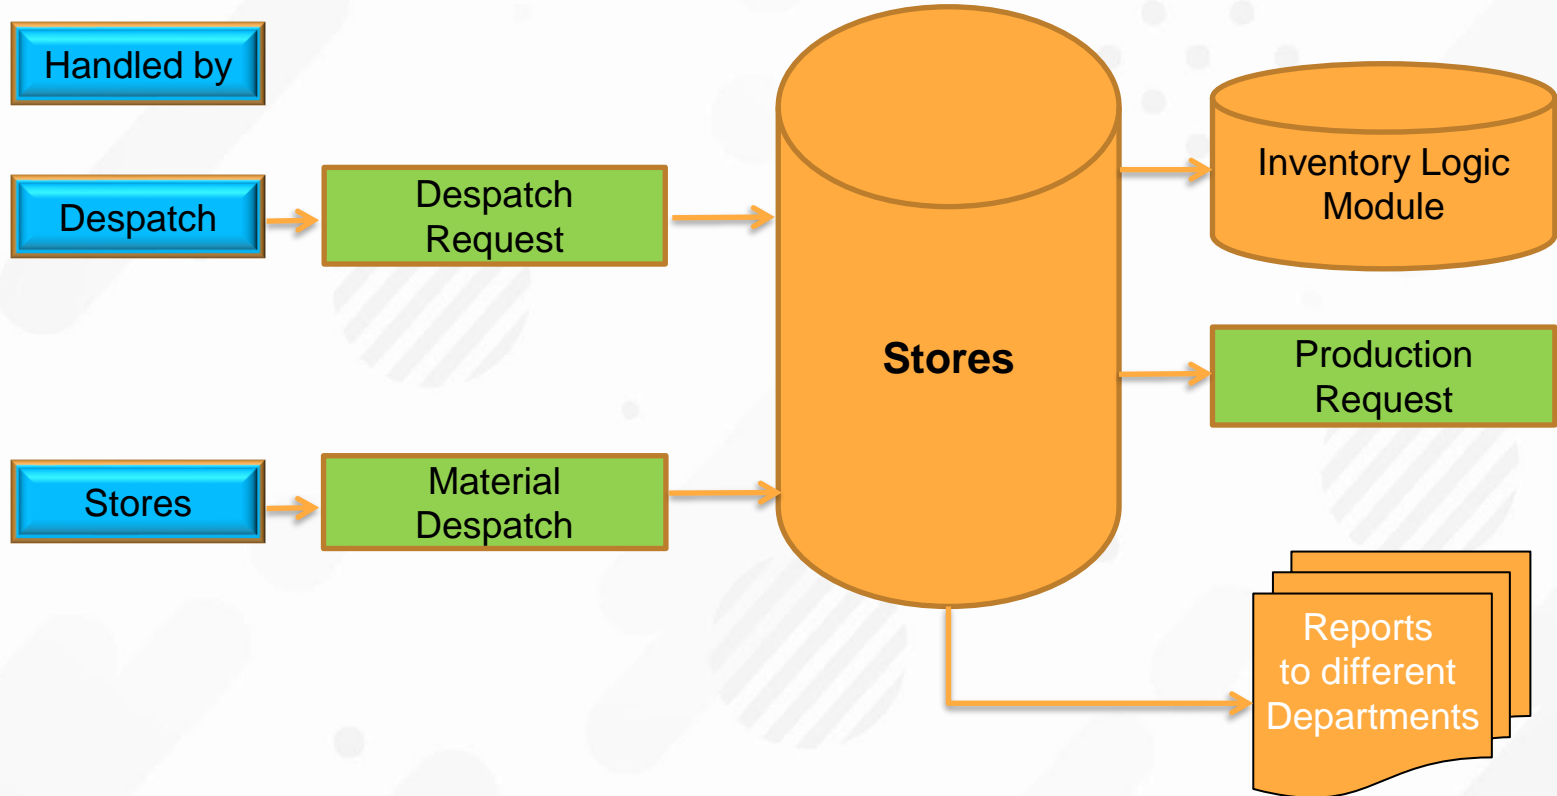 Handled by
Despatch
Despatch
Request
Stores
Material
Despatch
Stores
Inventory Logic
Module
Production
Request
Reports
to different
Departments